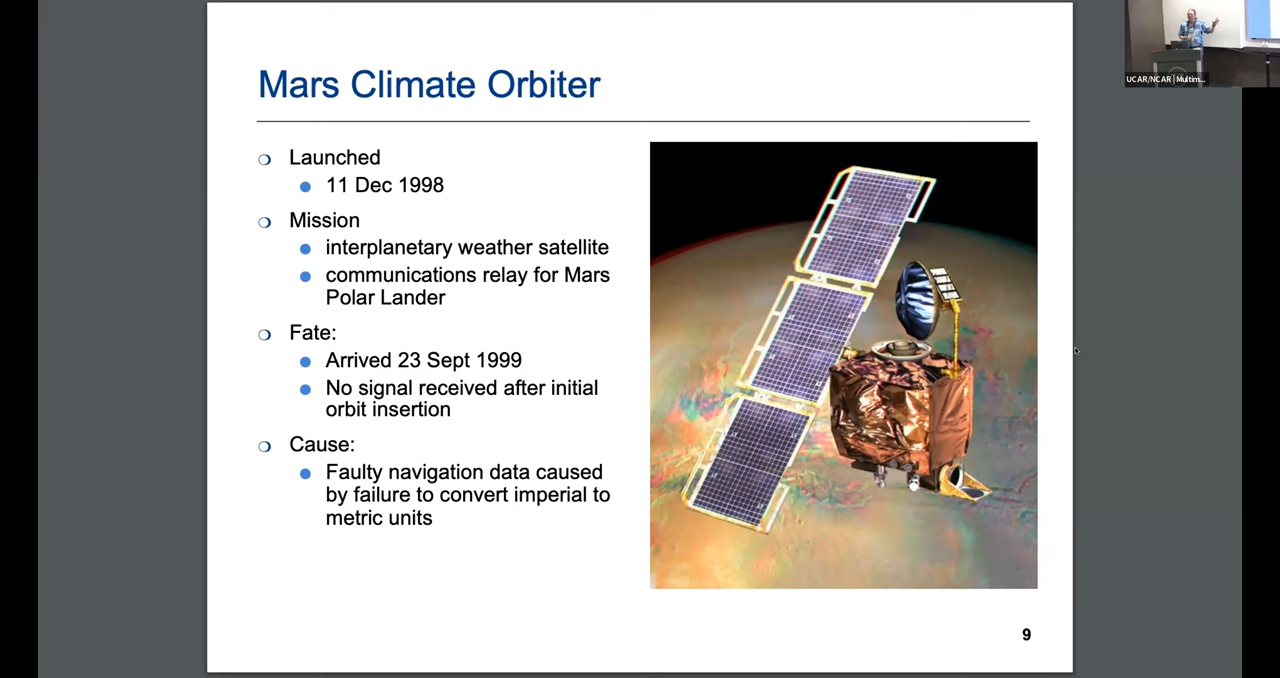 UCAR/NCAR | Multim...
Mars Climate Orbiter
Launched
11 Dec 1998
Mission
interplanetary weather satellite
communications relay for Mars
Polar Lander
Fate:
Arrived 23 Sept 1999
No signal received after initial
orbit insertion
Cause:
Faulty navigation data caused
by failure to convert imperial to
metric units
9